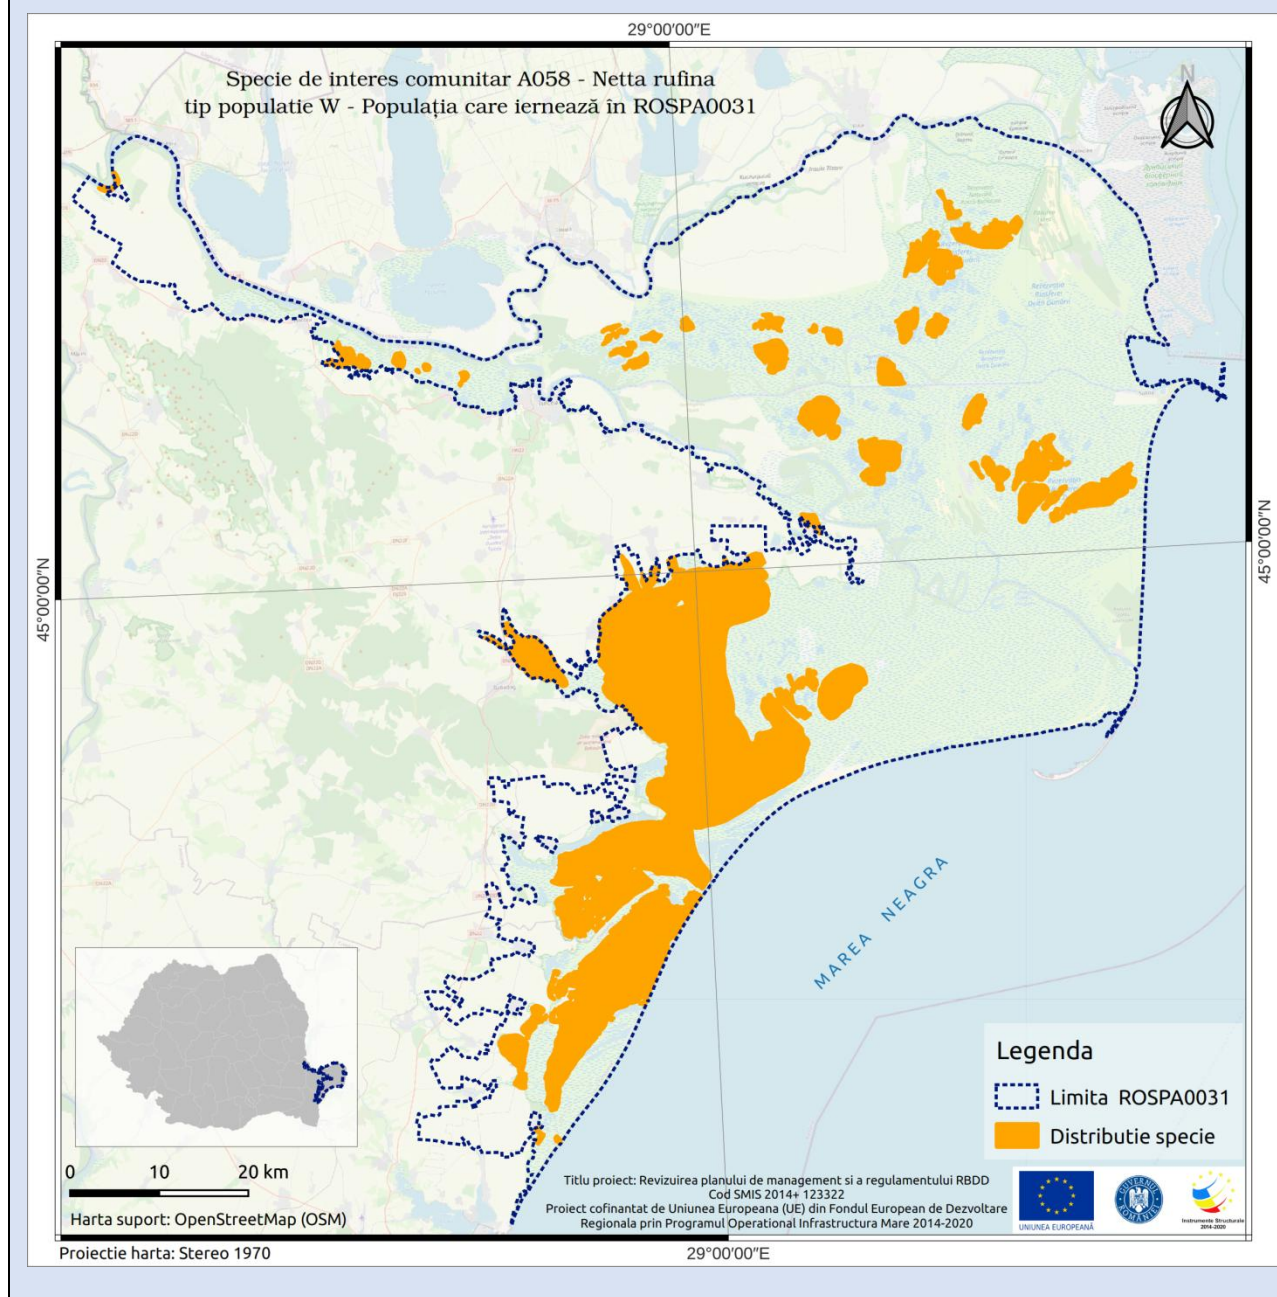 29°00′00″E
Specie de interes comunitar A058 - Netta rufina
tip populatie W - Populația care iernează în ROSPA0031
N
45°00′00″N
45°00′00″N
MAREA NEAGRA
Legenda
Limita ROSPA0031
Distributie specie
0 10 20 km
Harta suport: OpenStreetMap (OSM)
Titlu proiect: Revizuirea planului de management si a regulamentului RBDD
Cod SMIS 2014+ 123322
Proiect cofinantat de Uniunea Europeana (UE) din Fondul European de Dezvoltare
Regionala prin Programul Operational Infrastructura Mare 2014-2020
UNIUNEA EUROPEANĂ
GUVERNUL ROMÂNIEI
Instrumente Structurale
2014-2020
Proiectie harta: Stereo 1970
29°00′00″E